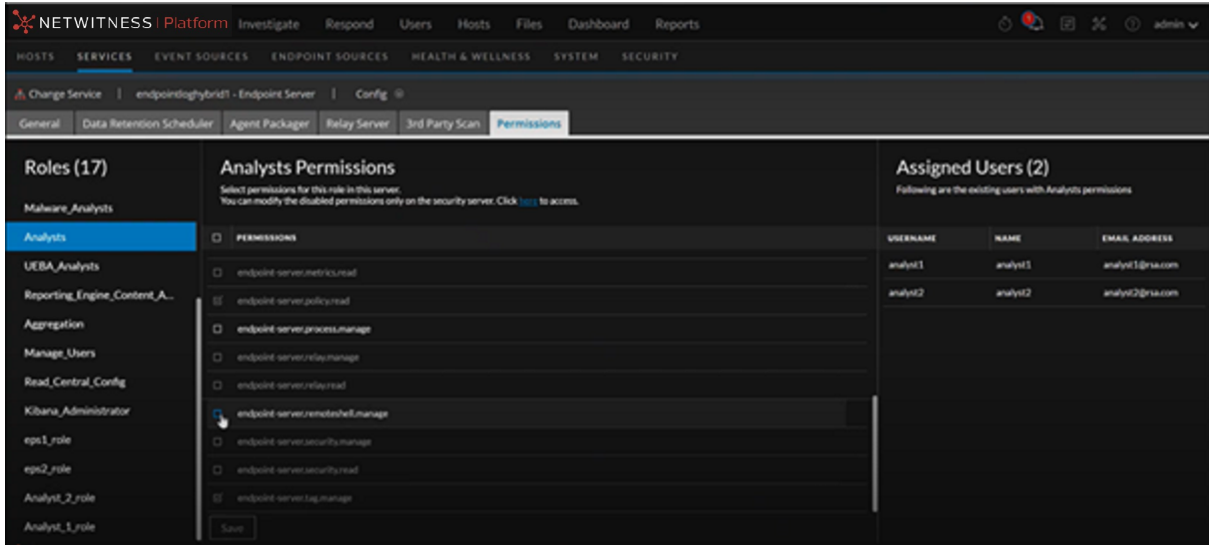 NETWITNESS | Platform Investigate Respond Users Hosts Files Dashboard Reports admin
HOSTS SERVICES EVENT SOURCES ENDPOINT SOURCES HEALTH & WELLNESS SYSTEM SECURITY
Change Service | endpointloghybrid1 - Endpoint Server | Config
General Data Retention Scheduler Agent Packager Relay Server 3rd Party Scan Permissions
Roles (17)
Malware_Analysts
Analysts
UEBA_Analysts
Reporting_Engine_Content_A...
Aggregation
Manage_Users
Read_Central_Config
Kibana_Administrator
eps1_role
eps2_role
Analyst_2_role
Analyst_1_role
Analysts Permissions
Select permissions for this role in this server.
You can modify the disabled permissions only on the security server. Click here to access.
PERMISSIONS
endpoint-server.metrics.read
endpoint-server.policy.read
endpoint-server.process.manage
endpoint-server.relay.manage
endpoint-server.relay.read
endpoint-server.remoteshell.manage
endpoint-server.security.manage
endpoint-server.security.read
endpoint-server.tag.manage
Save
Assigned Users (2)
Following are the existing users with Analysts permissions
USERNAME NAME EMAIL ADDRESS
analyst1 analyst1 analyst1@rsa.com
analyst2 analyst2 analyst2@rsa.com